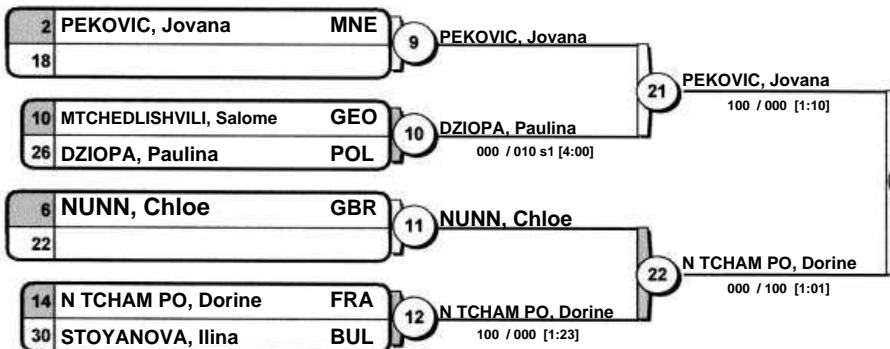 2 PEKOVIC, Jovana MNE
18
9 PEKOVIC, Jovana
10 MTCHEDLISHVILI, Salome GEO
26 DZIOPA, Paulina POL
10 DZIOPA, Paulina
000 / 010 s1 [4:00]
21 PEKOVIC, Jovana
100 / 000 [1:10]
6 NUNN, Chloe GBR
22
11 NUNN, Chloe
14 N TCHAM PO, Dorine FRA
30 STOYANOVA, Ilina BUL
12 N TCHAM PO, Dorine
100 / 000 [1:23]
22 N TCHAM PO, Dorine
000 / 100 [1:01]